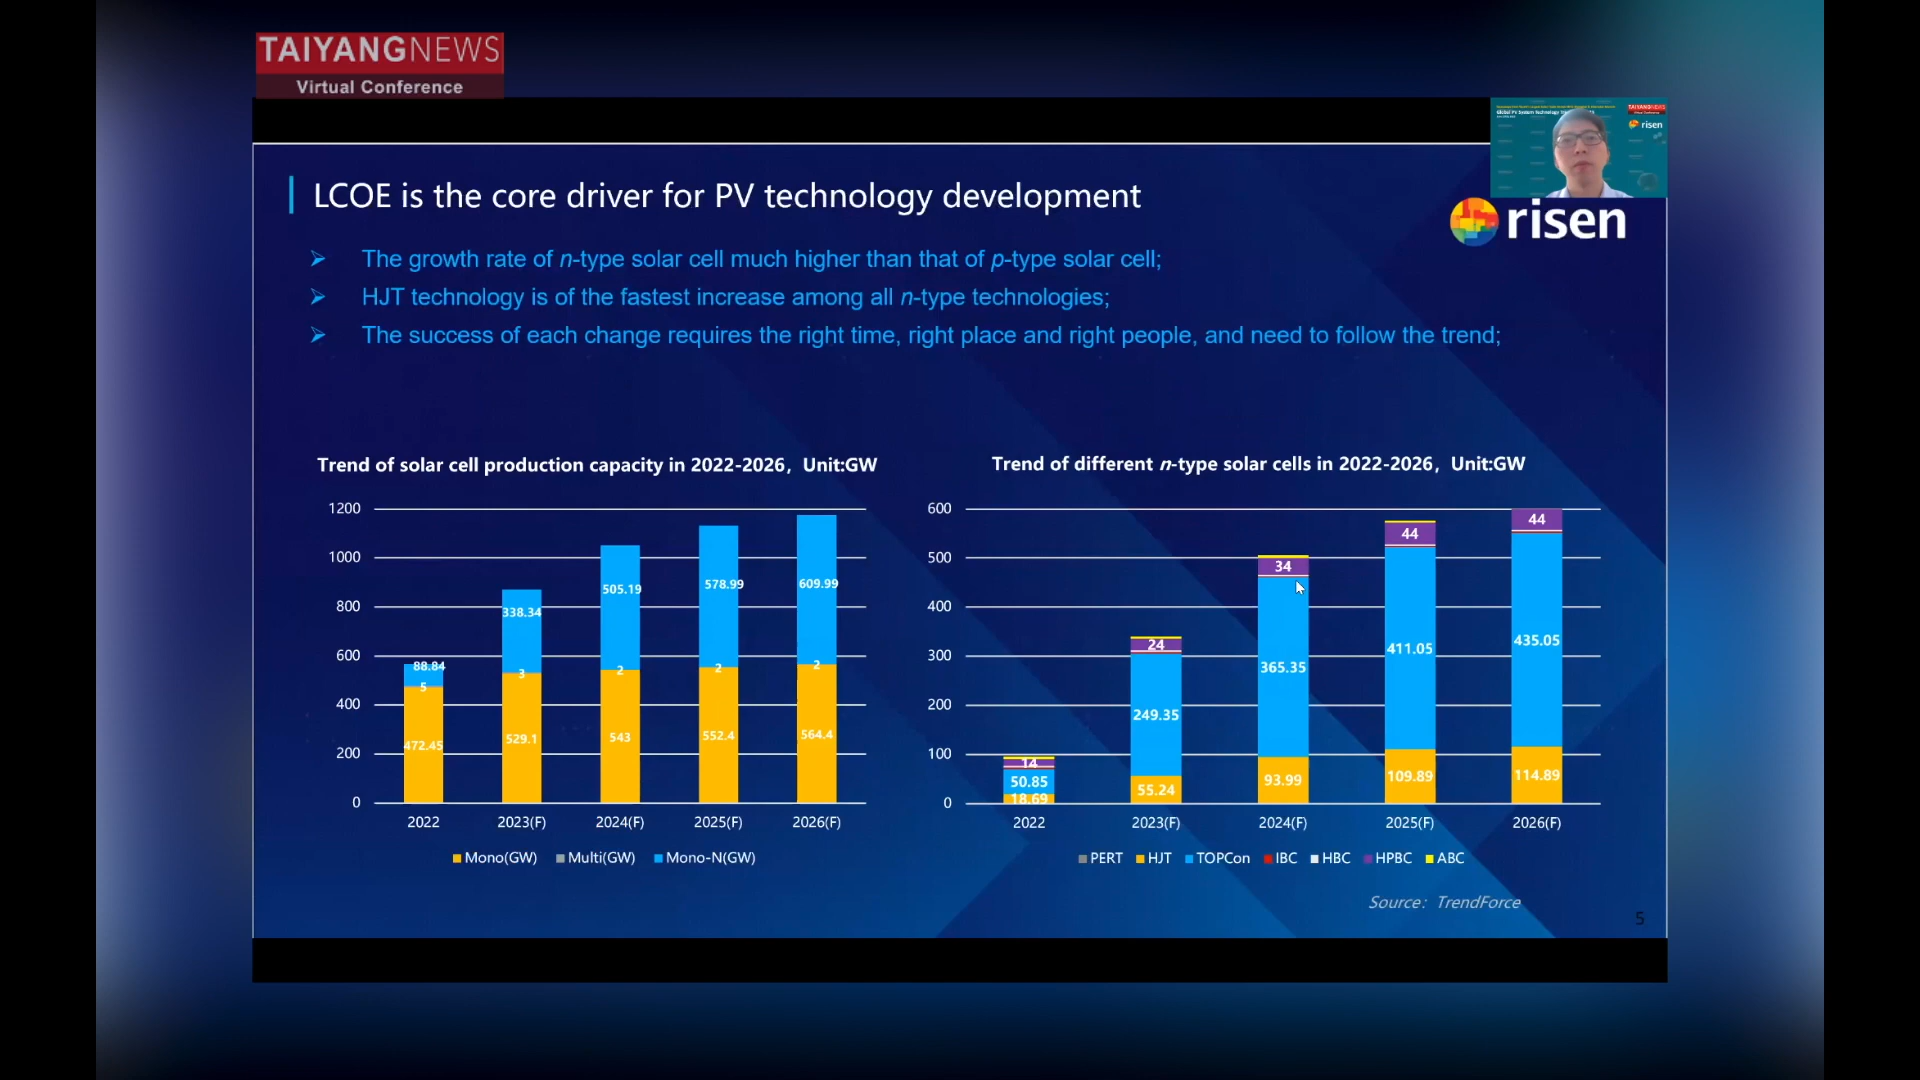 TAIYANGNEWS
Virtual Conference
TAIYANGNEWS
risen
LCOE is the core driver for PV technology development
risen
➢ The growth rate of n-type solar cell much higher than that of p-type solar cell;
➢ HJT technology is of the fastest increase among all n-type technologies;
➢ The success of each change requires the right time, right place and right people, and need to follow the trend;
Trend of solar cell production capacity in 2022-2026, Unit:GW
1200
1000
800
600
400
200
0
88.84
5
472.45
338.34
3
529.1
505.19
2
543
578.99
2
552.4
609.99
2
564.4
2022 2023(F) 2024(F) 2025(F) 2026(F)
Mono(GW) Multi(GW) Mono-N(GW)
Trend of different n-type solar cells in 2022-2026, Unit:GW
600
500
400
300
200
100
0
14
50.85
18.69
24
249.35
55.24
34
365.35
93.99
44
411.05
109.89
44
435.05
114.89
2022 2023(F) 2024(F) 2025(F) 2026(F)
PERT HJT TOPCon IBC HBC HPBC ABC
Source: TrendForce
5